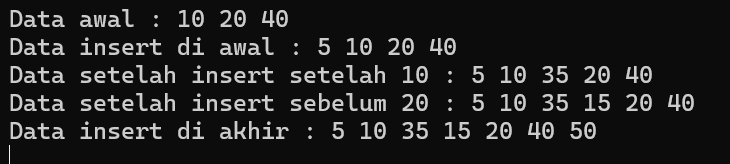 Data awal : 10 20 40
Data insert di awal : 5 10 20 40
Data setelah insert setelah 10 : 5 10 35 20 40
Data setelah insert sebelum 20 : 5 10 35 15 20 40
Data insert di akhir : 5 10 35 15 20 40 50